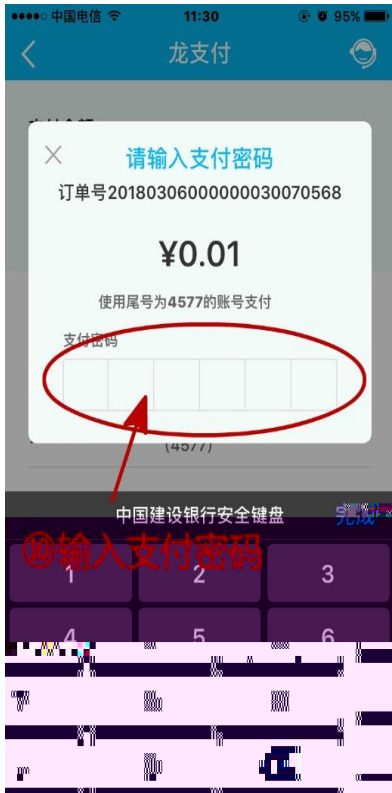 中国电信 11:30 95%
龙支付
请输入支付密码
订单号20180306000000030070568
¥0.01
使用尾号为4577的账号支付
支付密码
(4577)
中国建设银行安全键盘 完成
⑩输入支付密码
1 2 3
4 5 6